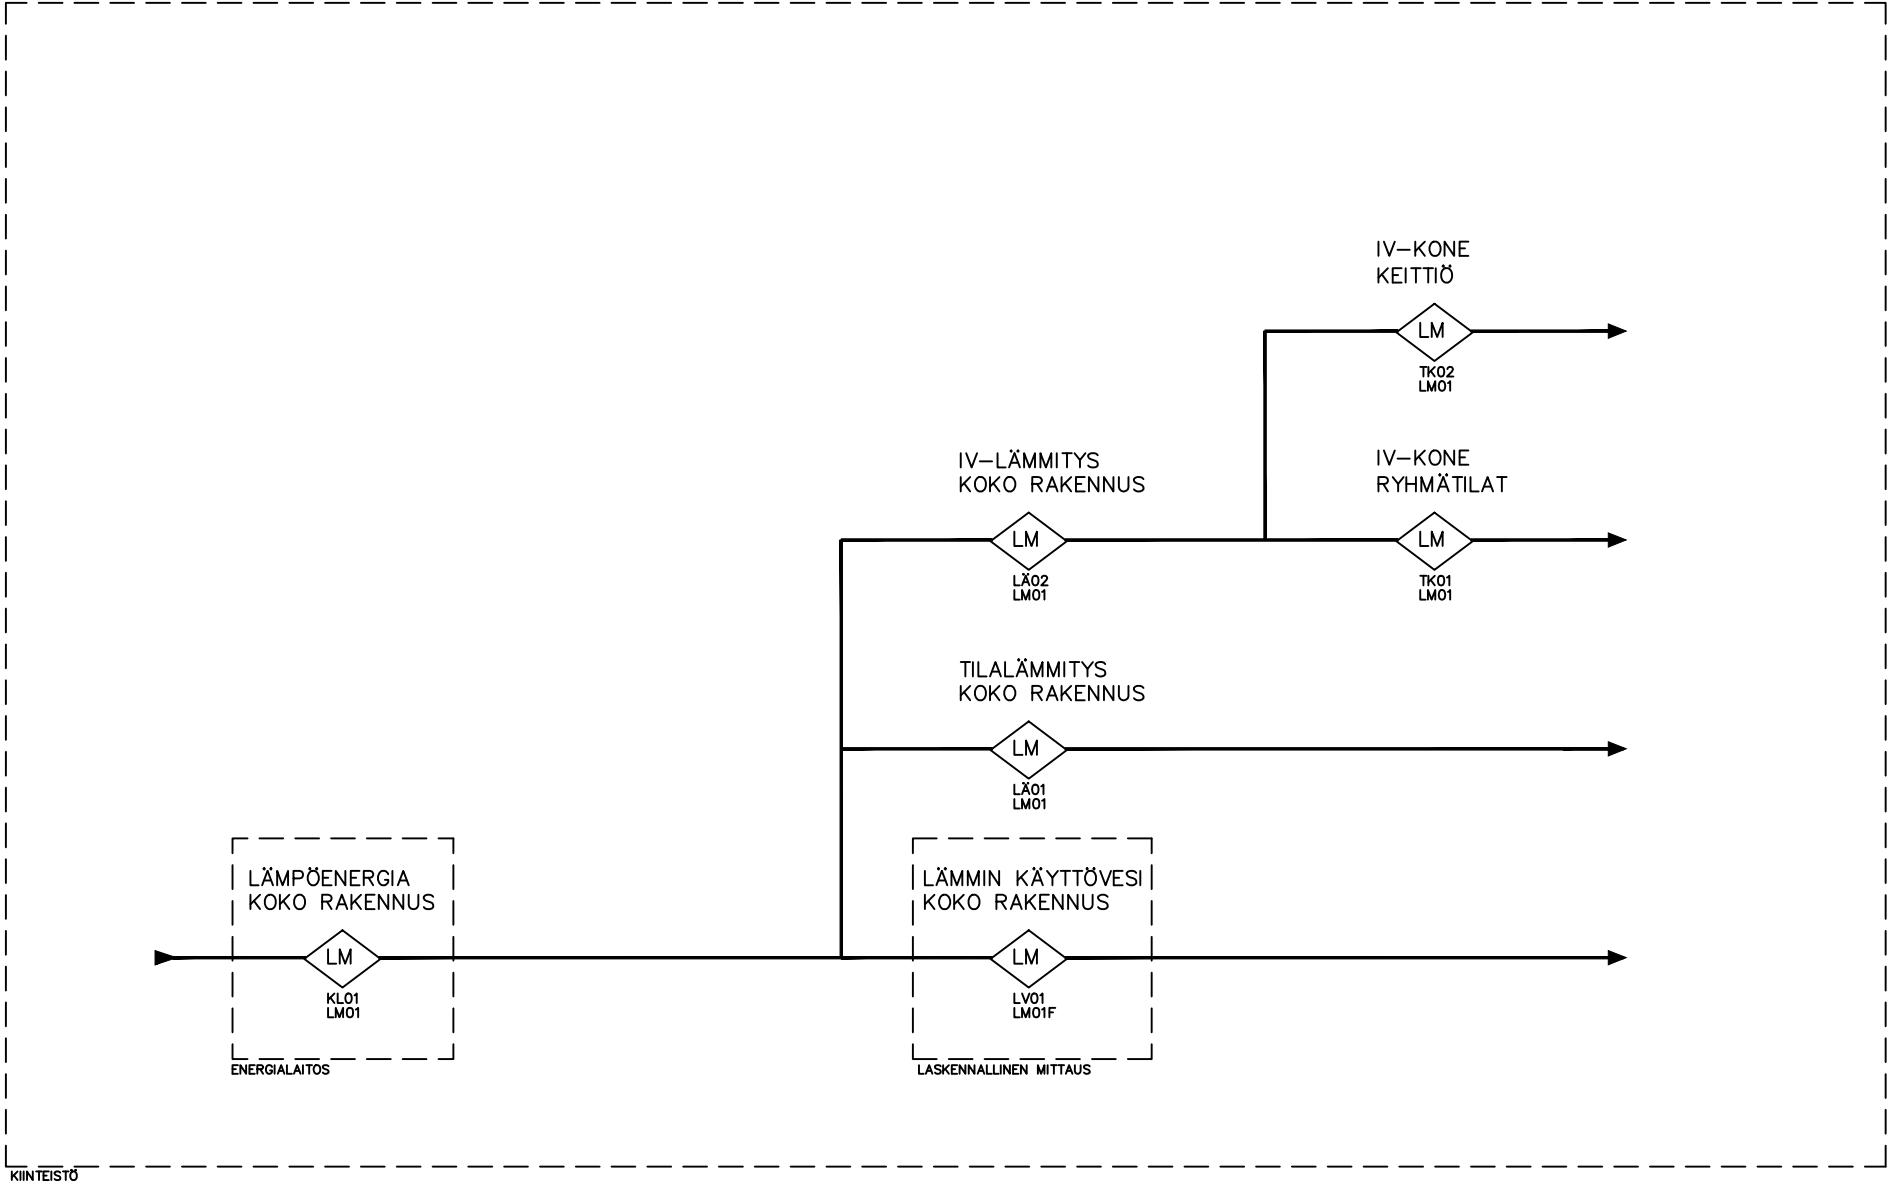 IV-KONE
KEITTIÖ
LM
TK02
LM01
IV-LÄMMITYS
KOKO RAKENNUS
LM
LÄ02
LM01
IV-KONE
RYHMÄTILAT
LM
TK01
LM01
TILALÄMMITYS
KOKO RAKENNUS
LM
LÄ01
LM01
LÄMPÖENERGIA
KOKO RAKENNUS
LM
KL01
LM01
ENERGIALAITOS
LÄMMIN KÄYTTÖVESI
KOKO RAKENNUS
LM
LV01
LM01F
LASKENNALLINEN MITTAUS
KIINTEISTÖ